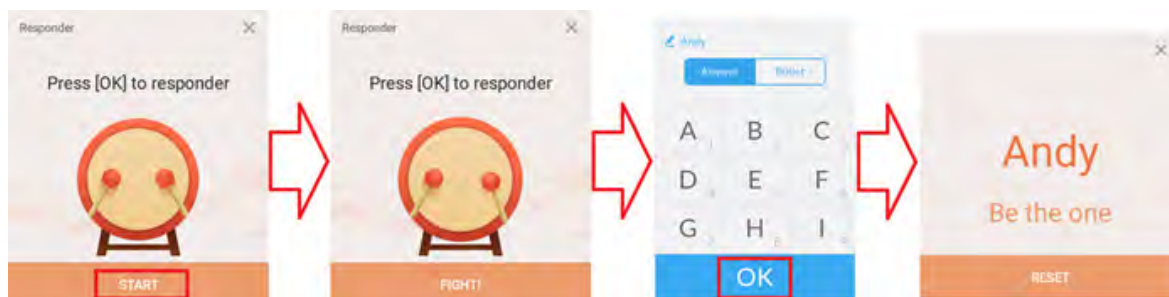 Responder
Press [OK] to responder
START
Responder
Press [OK] to responder
FIGHT!
Andy
Answer
A
B
C
D
E
F
G
H
I
OK
Andy
Be the one
RESET